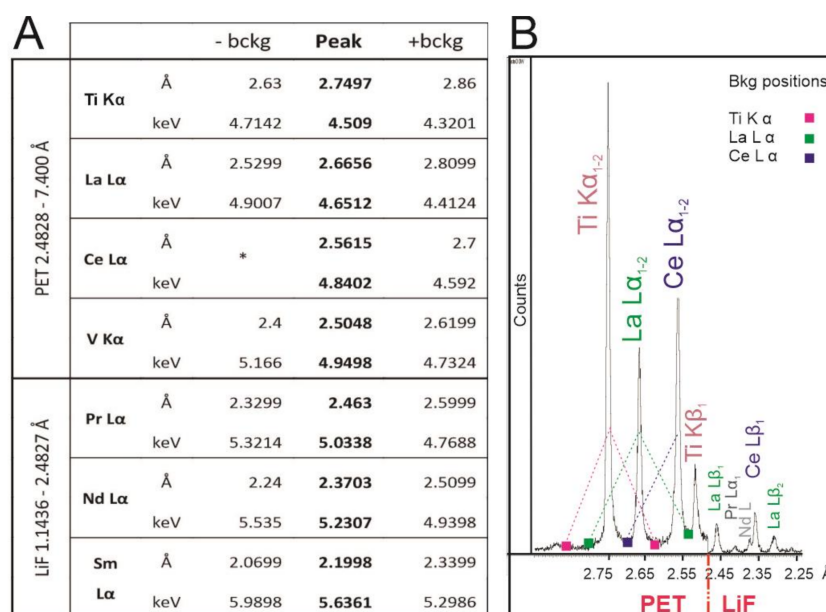 A
- bckg Peak +bckg
PET 2.4828 - 7.400 Å
Ti Kα Å 2.63 2.7497 2.86
keV 4.7142 4.509 4.3201
La Lα Å 2.5299 2.6656 2.8099
keV 4.9007 4.6512 4.4124
Ce Lα Å * 2.5615 2.7
keV 4.8402 4.592
V Kα Å 2.4 2.5048 2.6199
keV 5.166 4.9498 4.7324
LiF 1.1436 - 2.4827 Å
Pr Lα Å 2.3299 2.463 2.5999
keV 5.3214 5.0338 4.7688
Nd Lα Å 2.24 2.3703 2.5099
keV 5.535 5.2307 4.9398
Sm Lα Å 2.0699 2.1998 2.3399
keV 5.9898 5.6361 5.2986
B
Bkg positions
Ti K α
La L α
Ce L α
Counts
Ti Kα1-2
La Lα1-2
Ce Lα1-2
Ti Kβ1
La Lβ1
Pr Lα1
Nd L
Ce Lβ1
La Lβ2
2.75 2.65 2.55 2.45 2.35 2.25 Å
PET LiF